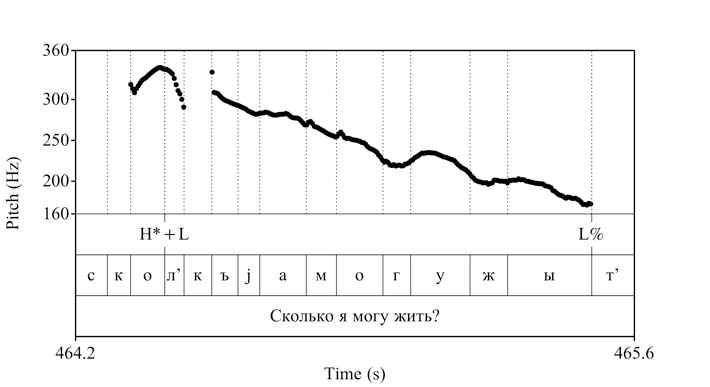 360
300
250
200
160
Pitch (Hz)
H* + L L%
с к о л’ к ъ j а м о г у ж ы т’
Сколько я могу жить?
464.2 465.6
Time (s)